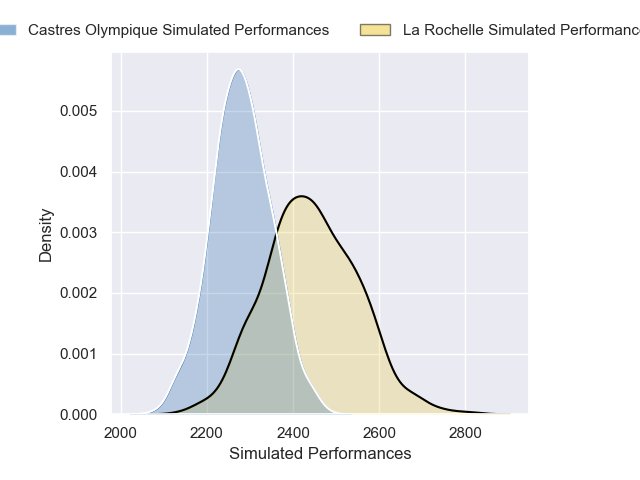 Castres Olympique Simulated Performances
La Rochelle Simulated Performanc
0.005
0.004
0.003
0.002
0.001
0.000
Density
2000 2200 2400 2600 2800
Simulated Performances